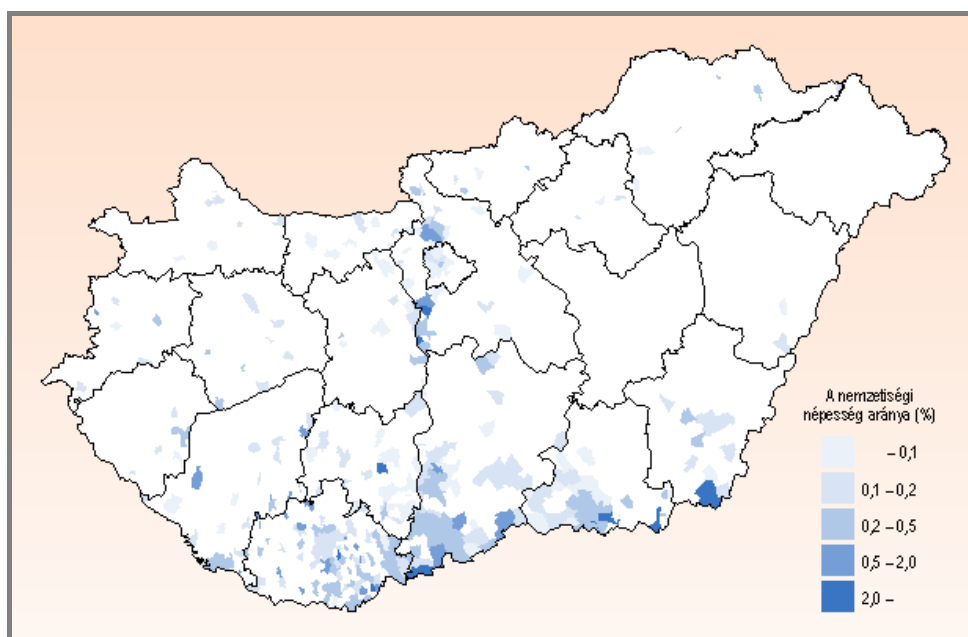 A nemzetiségi
népesség aránya (%)
– 0,1
0,1 – 0,2
0,2 – 0,5
0,5 – 2,0
2,0 –